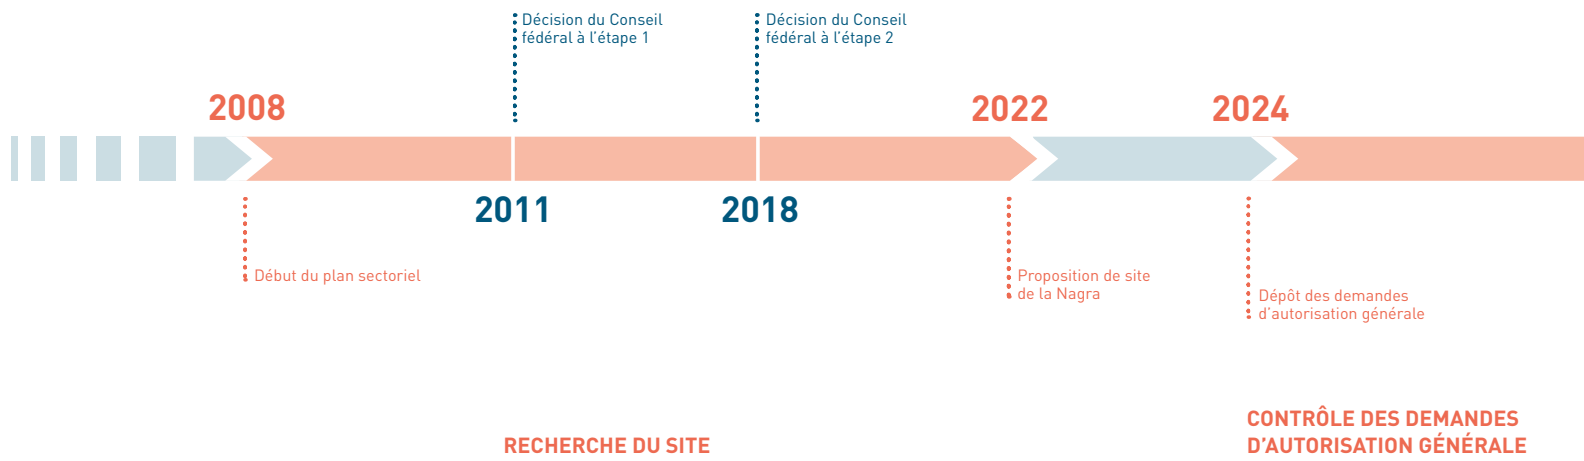 Décision du Conseil
fédéral à l'étape 1
Décision du Conseil
fédéral à l'étape 2
2008
2022
2024
2011
2018
Début du plan sectoriel
Proposition de site
de la Nagra
Dépôt des demandes
d'autorisation générale
RECHERCHE DU SITE
CONTRÔLE DES DEMANDES
D'AUTORISATION GÉNÉRALE